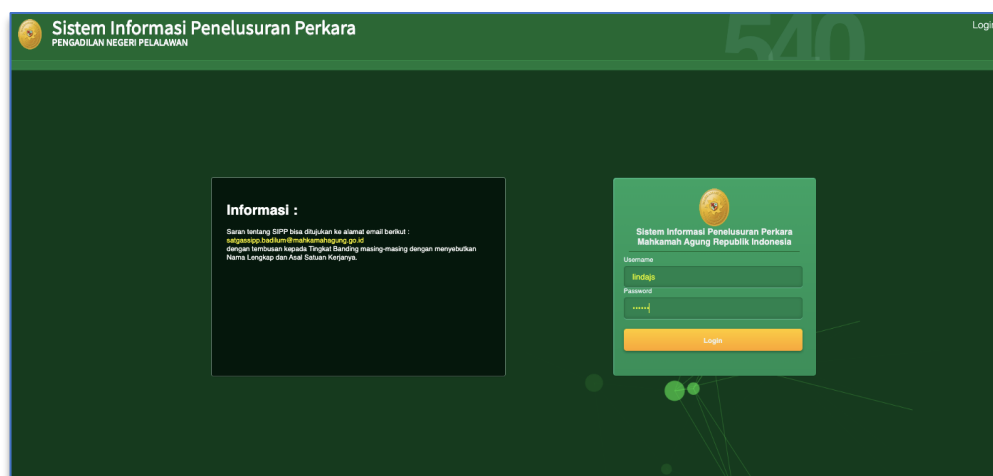 Sistem Informasi Penelusuran Perkara
PENGADILAN NEGERI PELALAWAN
540
Login
Informasi :
Saran tentang SIPP bisa ditujukan ke alamat email berikut :
satgassipp.badilum@mahkamahagung.go.id
dengan tembusan kepada Tingkat Banding masing-masing dengan menyebutkan
Nama Lengkap dan Asal Satuan Kerjanya.
Sistem Informasi Penelusuran Perkara
Mahkamah Agung Republik Indonesia
Username
lindajs
Password
••••••
Login